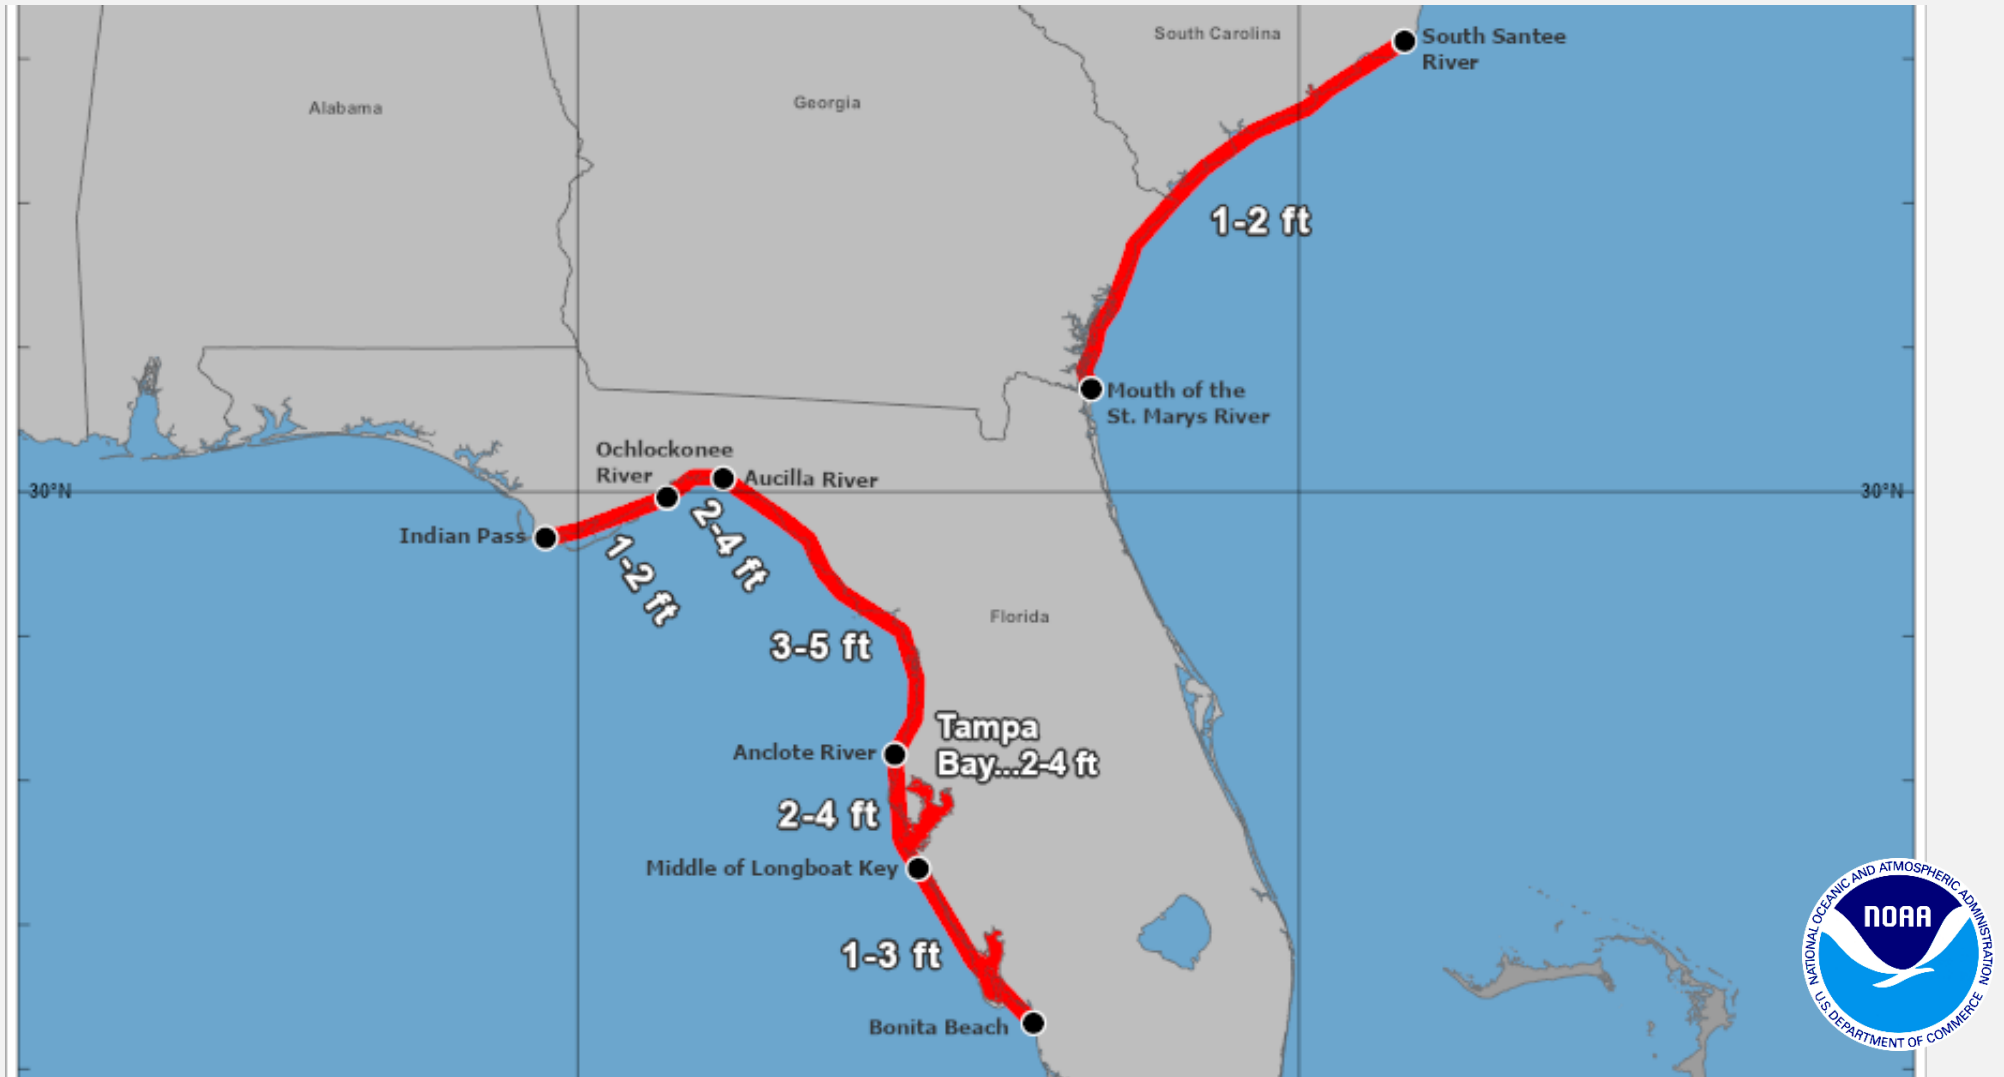 South Carolina
South Santee
River
Alabama
Georgia
1-2 ft
Mouth of the
St. Marys River
Ochlockonee
River
Aucilla River
30°N
30°N
Indian Pass
2-4 ft
1-2 ft
Florida
3-5 ft
Tampa
Bay...2-4 ft
Anclote River
2-4 ft
Middle of Longboat Key
1-3 ft
Bonita Beach
NATIONAL OCEANIC AND ATMOSPHERIC ADMINISTRATION
NOAA
U.S. DEPARTMENT OF COMMERCE